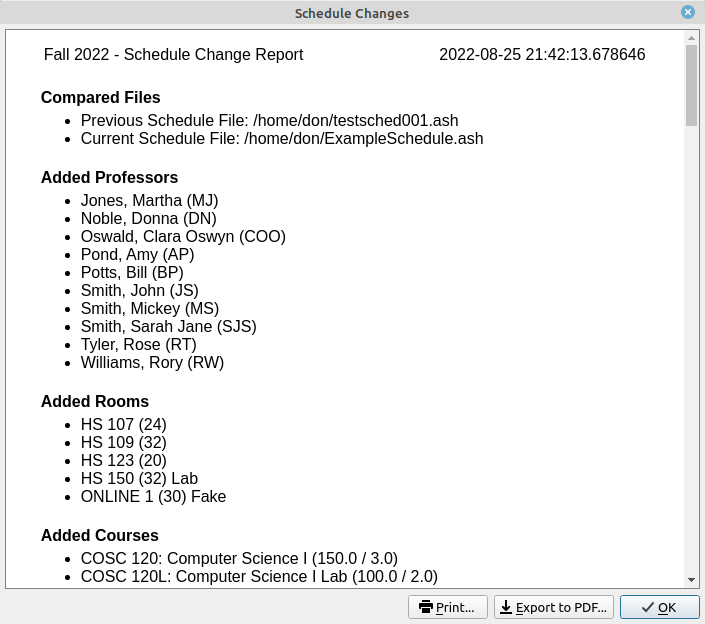 Schedule Changes
Fall 2022 - Schedule Change Report 2022-08-25 21:42:13.678646
Compared Files
• Previous Schedule File: /home/don/testsched001.ash
• Current Schedule File: /home/don/ExampleSchedule.ash
Added Professors
• Jones, Martha (MJ)
• Noble, Donna (DN)
• Oswald, Clara Oswyn (COO)
• Pond, Amy (AP)
• Potts, Bill (BP)
• Smith, John (JS)
• Smith, Mickey (MS)
• Smith, Sarah Jane (SJS)
• Tyler, Rose (RT)
• Williams, Rory (RW)
Added Rooms
• HS 107 (24)
• HS 109 (32)
• HS 123 (20)
• HS 150 (32) Lab
• ONLINE 1 (30) Fake
Added Courses
• COSC 120: Computer Science I (150.0 / 3.0)
• COSC 120L: Computer Science I Lab (100.0 / 2.0)
Print... Export to PDF... OK